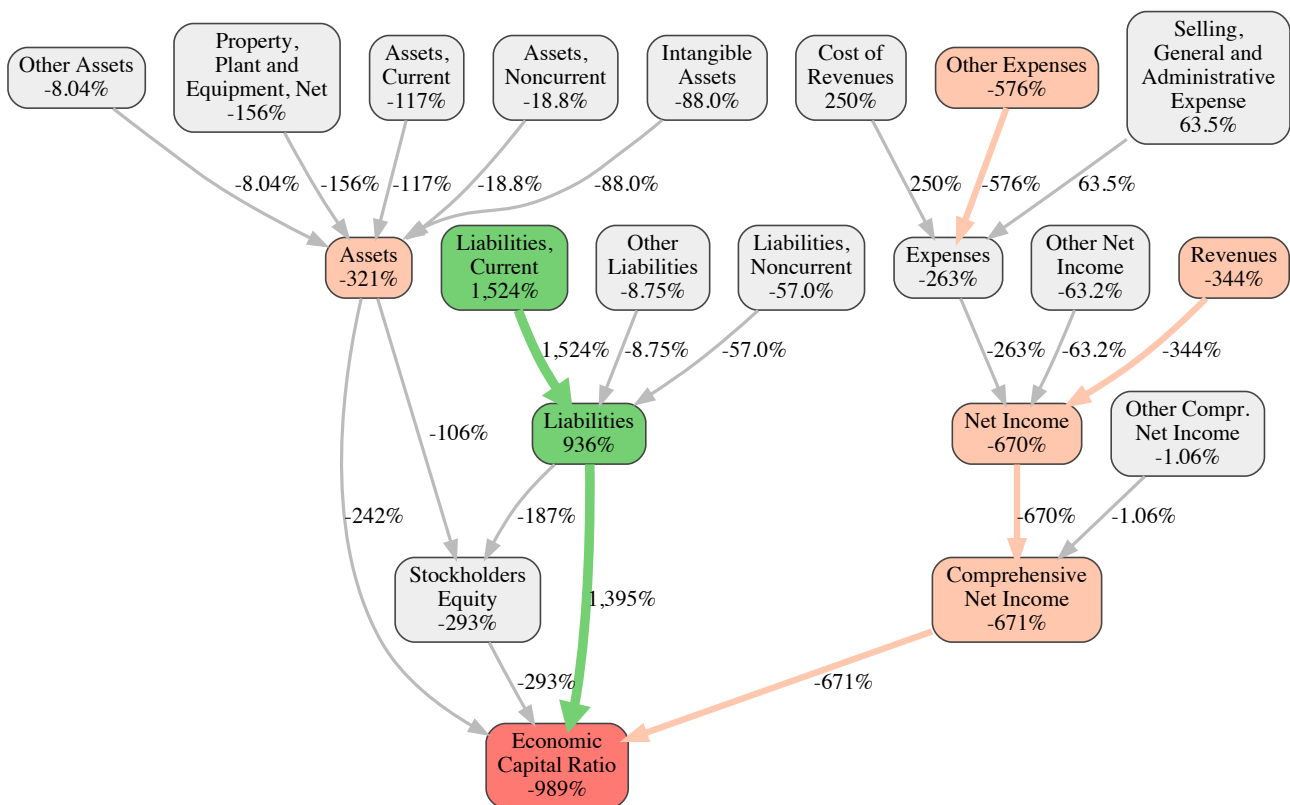 Other Assets
-8.04%
Property,
Plant and
Equipment, Net
-156%
Assets,
Current
-117%
Assets,
Noncurrent
-18.8%
Intangible
Assets
-88.0%
Cost of
Revenues
250%
Other Expenses
-576%
Selling,
General and
Administrative
Expense
63.5%
-8.04%
-156%
-117%
-18.8%
-88.0%
250%
-576%
63.5%
Assets
-321%
Liabilities,
Current
1,524%
Other
Liabilities
-8.75%
Liabilities,
Noncurrent
-57.0%
Expenses
-263%
Other Net
Income
-63.2%
Revenues
-344%
1,524%
-8.75%
-57.0%
-263%
-63.2%
-344%
-106%
Liabilities
936%
Net Income
-670%
Other Compr.
Net Income
-1.06%
-242%
-187%
-670%
-1.06%
Stockholders
Equity
-293%
1,395%
Comprehensive
Net Income
-671%
-293%
-671%
Economic
Capital Ratio
-989%